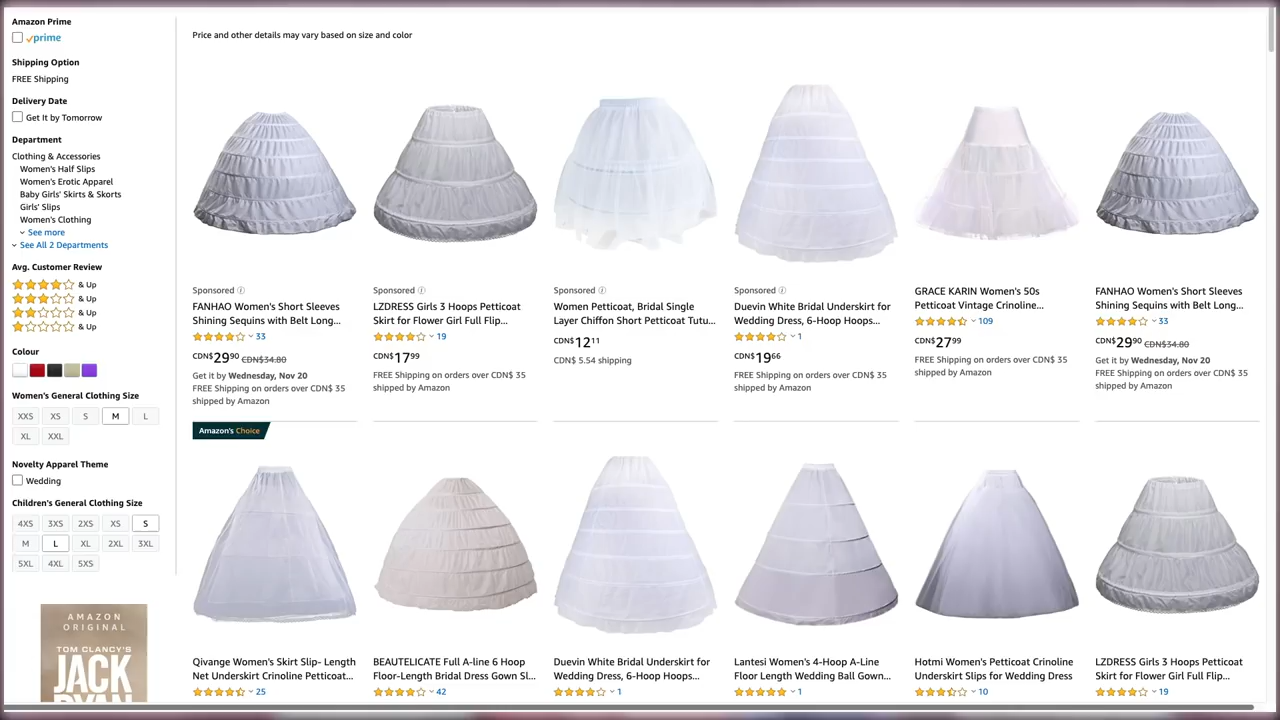 Amazon Prime
prime
Shipping Option
FREE Shipping
Delivery Date
Get It by Tomorrow
Department
Clothing & Accessories
Women's Half Slips
Women's Erotic Apparel
Baby Girls' Skirts & Skorts
Girls' Slips
Women's Clothing
See more
See All 2 Departments
Avg. Customer Review
& Up
& Up
& Up
& Up
Colour
Women's General Clothing Size
XXS XS S M L
XL XXL
Novelty Apparel Theme
Wedding
Children's General Clothing Size
4XS 3XS 2XS XS S
M L XL 2XL 3XL
5XL 4XL 5XS
AMAZON
ORIGINAL
TOM CLANCY'S
JACK
RYAN
Price and other details may vary based on size and color
Sponsored
FANHAO Women's Short Sleeves
Shining Sequins with Belt Long...
33
CDN$ 29 90 CDN$34.80
Get it by Wednesday, Nov 20
FREE Shipping on orders over CDN$ 35
shipped by Amazon
Sponsored
LZDRESS Girls 3 Hoops Petticoat
Skirt for Flower Girl Full Flip...
19
CDN$ 17 99
FREE Shipping on orders over CDN$ 35
shipped by Amazon
Sponsored
Women Petticoat, Bridal Single
Layer Chiffon Short Petticoat Tutu...
CDN$ 12 11
CDN$ 5.54 shipping
Sponsored
Duevin White Bridal Underskirt for
Wedding Dress, 6-Hoop Hoops...
1
CDN$ 19 66
FREE Shipping on orders over CDN$ 35
shipped by Amazon
GRACE KARIN Women's 50s
Petticoat Vintage Crinoline...
109
CDN$ 27 99
FREE Shipping on orders over CDN$ 35
shipped by Amazon
FANHAO Women's Short Sleeves
Shining Sequins with Belt Long...
33
CDN$ 29 90 CDN$34.80
Get it by Wednesday, Nov 20
FREE Shipping on orders over CDN$ 35
shipped by Amazon
Amazon's Choice
Qivange Women's Skirt Slip- Length
Net Underskirt Crinoline Petticoat...
25
BEAUTELICATE Full A-line 6 Hoop
Floor-Length Bridal Dress Gown Sl...
42
Duevin White Bridal Underskirt for
Wedding Dress, 6-Hoop Hoops...
1
Lantesi Women's 4-Hoop A-Line
Floor Length Wedding Ball Gown...
1
Hotmi Women's Petticoat Crinoline
Underskirt Slips for Wedding Dress
10
LZDRESS Girls 3 Hoops Petticoat
Skirt for Flower Girl Full Flip...
19